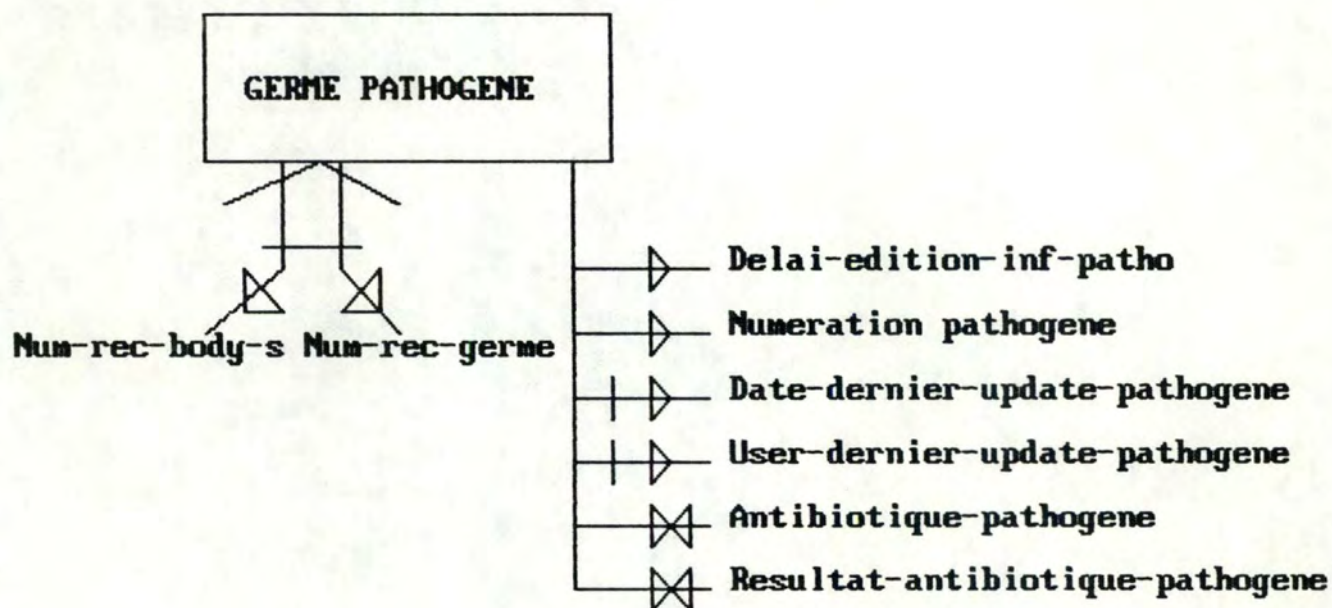 GERME PATHOGENE
Num-rec-body-s Num-rec-germe
Delai-edition-inf-patho
Numeration pathogene
Date-dernier-update-pathogene
User-dernier-update-pathogene
Antibiotique-pathogene
Resultat-antibiotique-pathogene